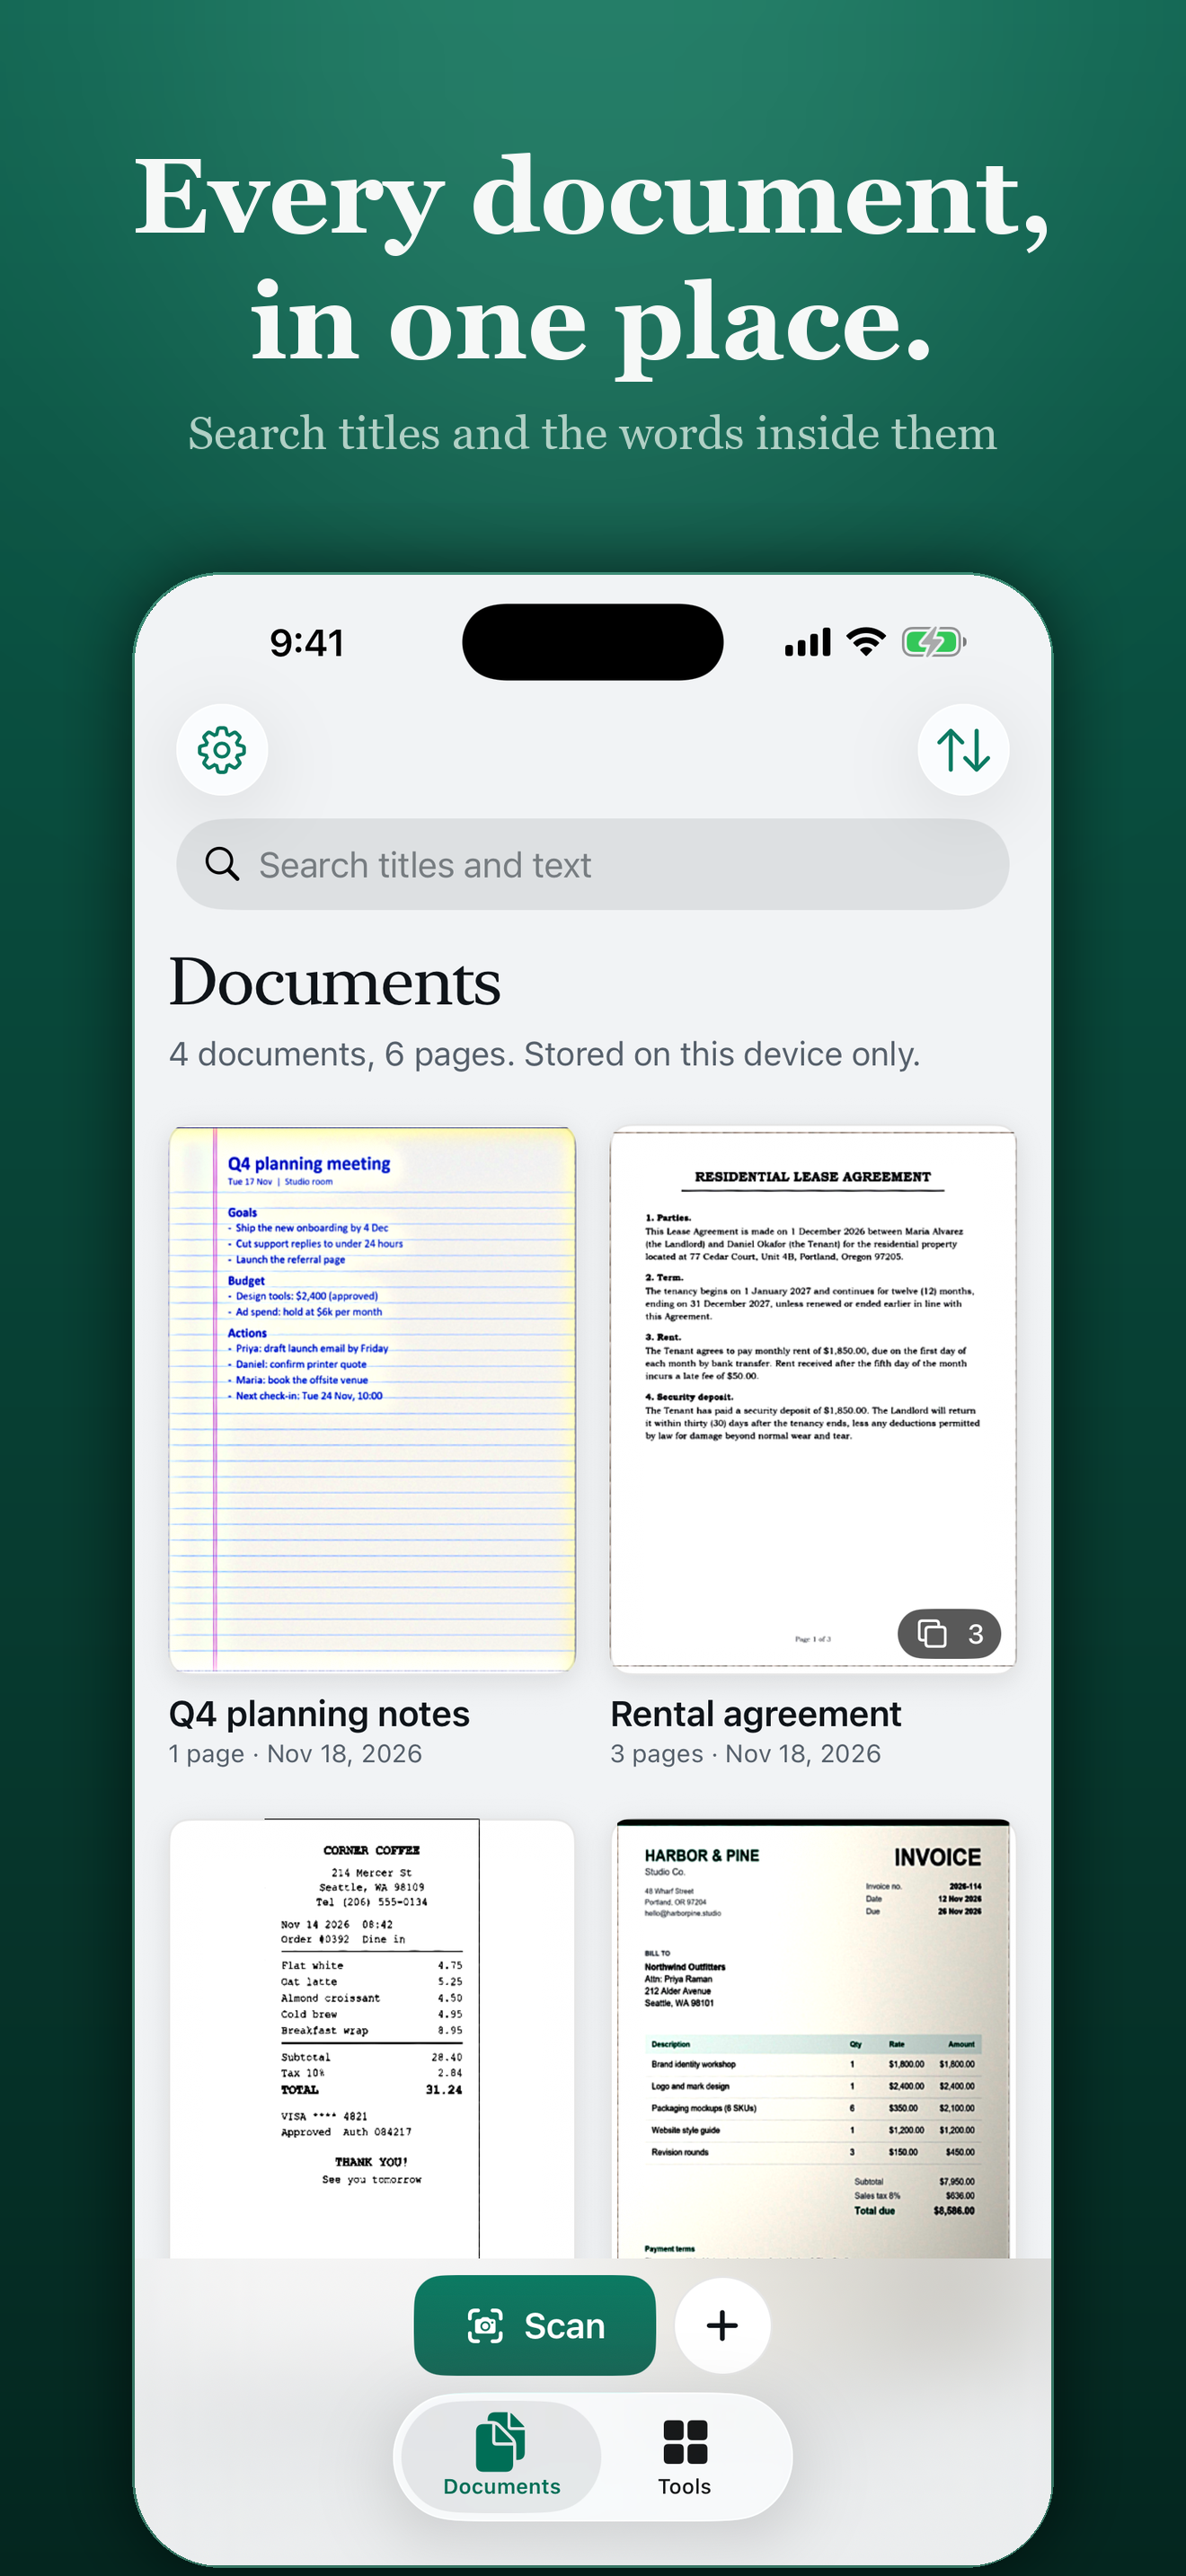 Every document,
in one place.
Search titles and the words inside them
9:41
Search titles and text
Documents
4 documents, 6 pages. Stored on this device only.
Q4 planning meeting
Tue 17 Nov | Studio room
Goals
- Ship the new onboarding by 4 Dec
- Cut support replies to under 24 hours
- Launch the referral page
Budget
- Design tools: $2,400 (approved)
- Ad spend: hold at $6k per month
Actions
- Priya: draft launch email by Friday
- Daniel: confirm printer quote
- Maria: book the offsite venue
- Next check-in: Tue 24 Nov, 10:00
Q4 planning notes
1 page · Nov 18, 2026
RESIDENTIAL LEASE AGREEMENT
1. Parties.
This Lease Agreement is made on 1 December 2026 between Maria Alvarez
(the Landlord) and Daniel Okafor (the Tenant) for the residential property
located at 77 Cedar Court, Unit 4B, Portland, Oregon 97205.
2. Term.
The tenancy begins on 1 January 2027 and continues for twelve (12) months,
ending on 31 December 2027, unless renewed or ended earlier in line with
this Agreement.
3. Rent.
The Tenant agrees to pay monthly rent of $1,850.00, due on the first day of
each month by bank transfer. Rent received after the fifth day of the month
incurs a late fee of $50.00.
4. Security deposit.
The Tenant has paid a security deposit of $1,850.00. The Landlord will return
it within thirty (30) days after the tenancy ends, less any deductions permitted
by law for damage beyond normal wear and tear.
Page 1 of 3
3
Rental agreement
3 pages · Nov 18, 2026
CORNER COFFEE
214 Mercer St
Seattle, WA 98109
Tel (206) 555-0134
Nov 14 2026 08:42
Order #0392 Dine in
Flat white 4.75
Oat latte 5.25
Almond croissant 4.50
Cold brew 4.95
Breakfast wrap 8.95
Subtotal 28.40
Tax 10% 2.84
TOTAL 31.24
VISA **** 4821
Approved Auth 084217
THANK YOU!
See you tomorrow
HARBOR & PINE
Studio Co.
48 Wharf Street
Portland, OR 97204
hello@harborpine.studio
INVOICE
Invoice no. 2026-114
Date 12 Nov 2026
Due 26 Nov 2026
BILL TO
Northwind Outfitters
Attn: Priya Raman
212 Alder Avenue
Seattle, WA 98101
Description Qty Rate Amount
Brand identity workshop 1 $1,800.00 $1,800.00
Logo and mark design 1 $2,400.00 $2,400.00
Packaging mockups (6 SKUs) 6 $350.00 $2,100.00
Website style guide 1 $1,200.00 $1,200.00
Revision rounds 3 $150.00 $450.00
Subtotal $7,950.00
Sales tax 8% $636.00
Total due $8,586.00
Payment terms
Scan
Documents
Tools